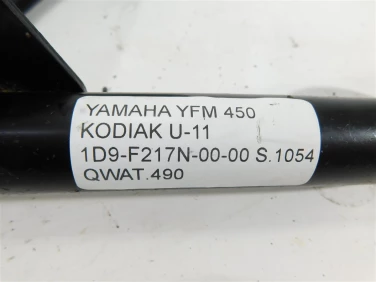 YAMAHA YFM 450
KODIAK U-11
1D9-F217N-00-00 S.1054
QWAT.490